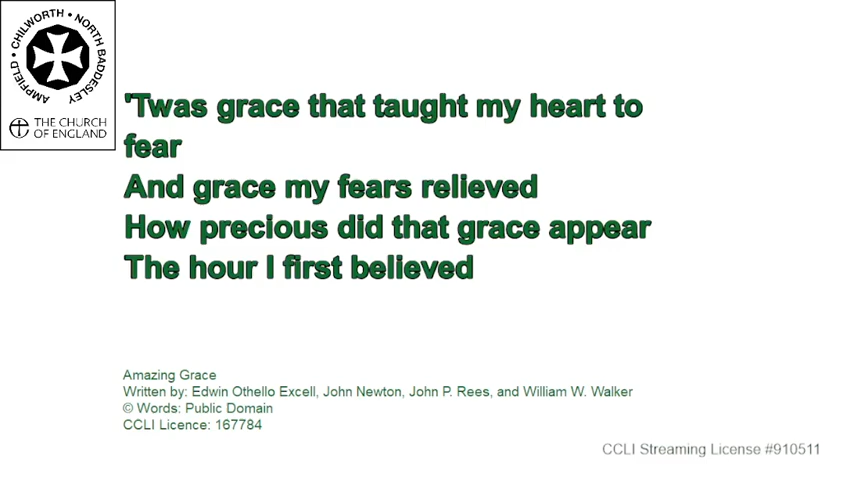 AMPFIELD • CHILWORTH • NORTH BADDESLEY
THE CHURCH
OF ENGLAND
'Twas grace that taught my heart to
fear
And grace my fears relieved
How precious did that grace appear
The hour I first believed
Amazing Grace
Written by: Edwin Othello Excell, John Newton, John P. Rees, and William W. Walker
© Words: Public Domain
CCLI Licence: 167784
CCLI Streaming License #910511